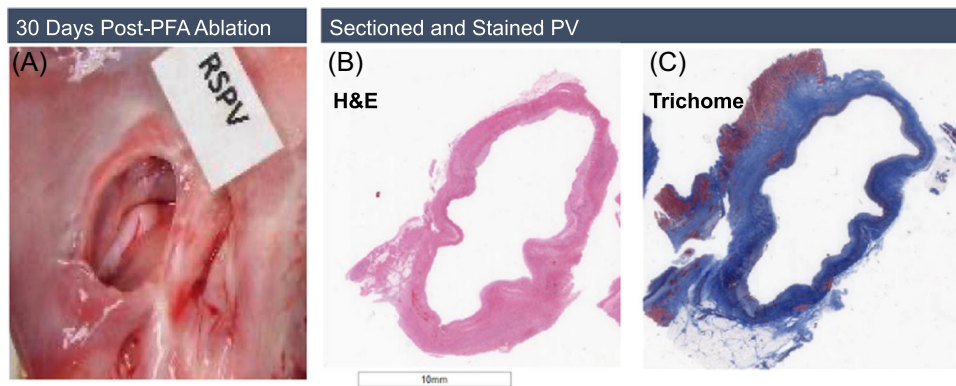 30 Days Post-PFA Ablation
Sectioned and Stained PV
(A)
RSPV
(B)
H&E
(C)
Trichome
10mm